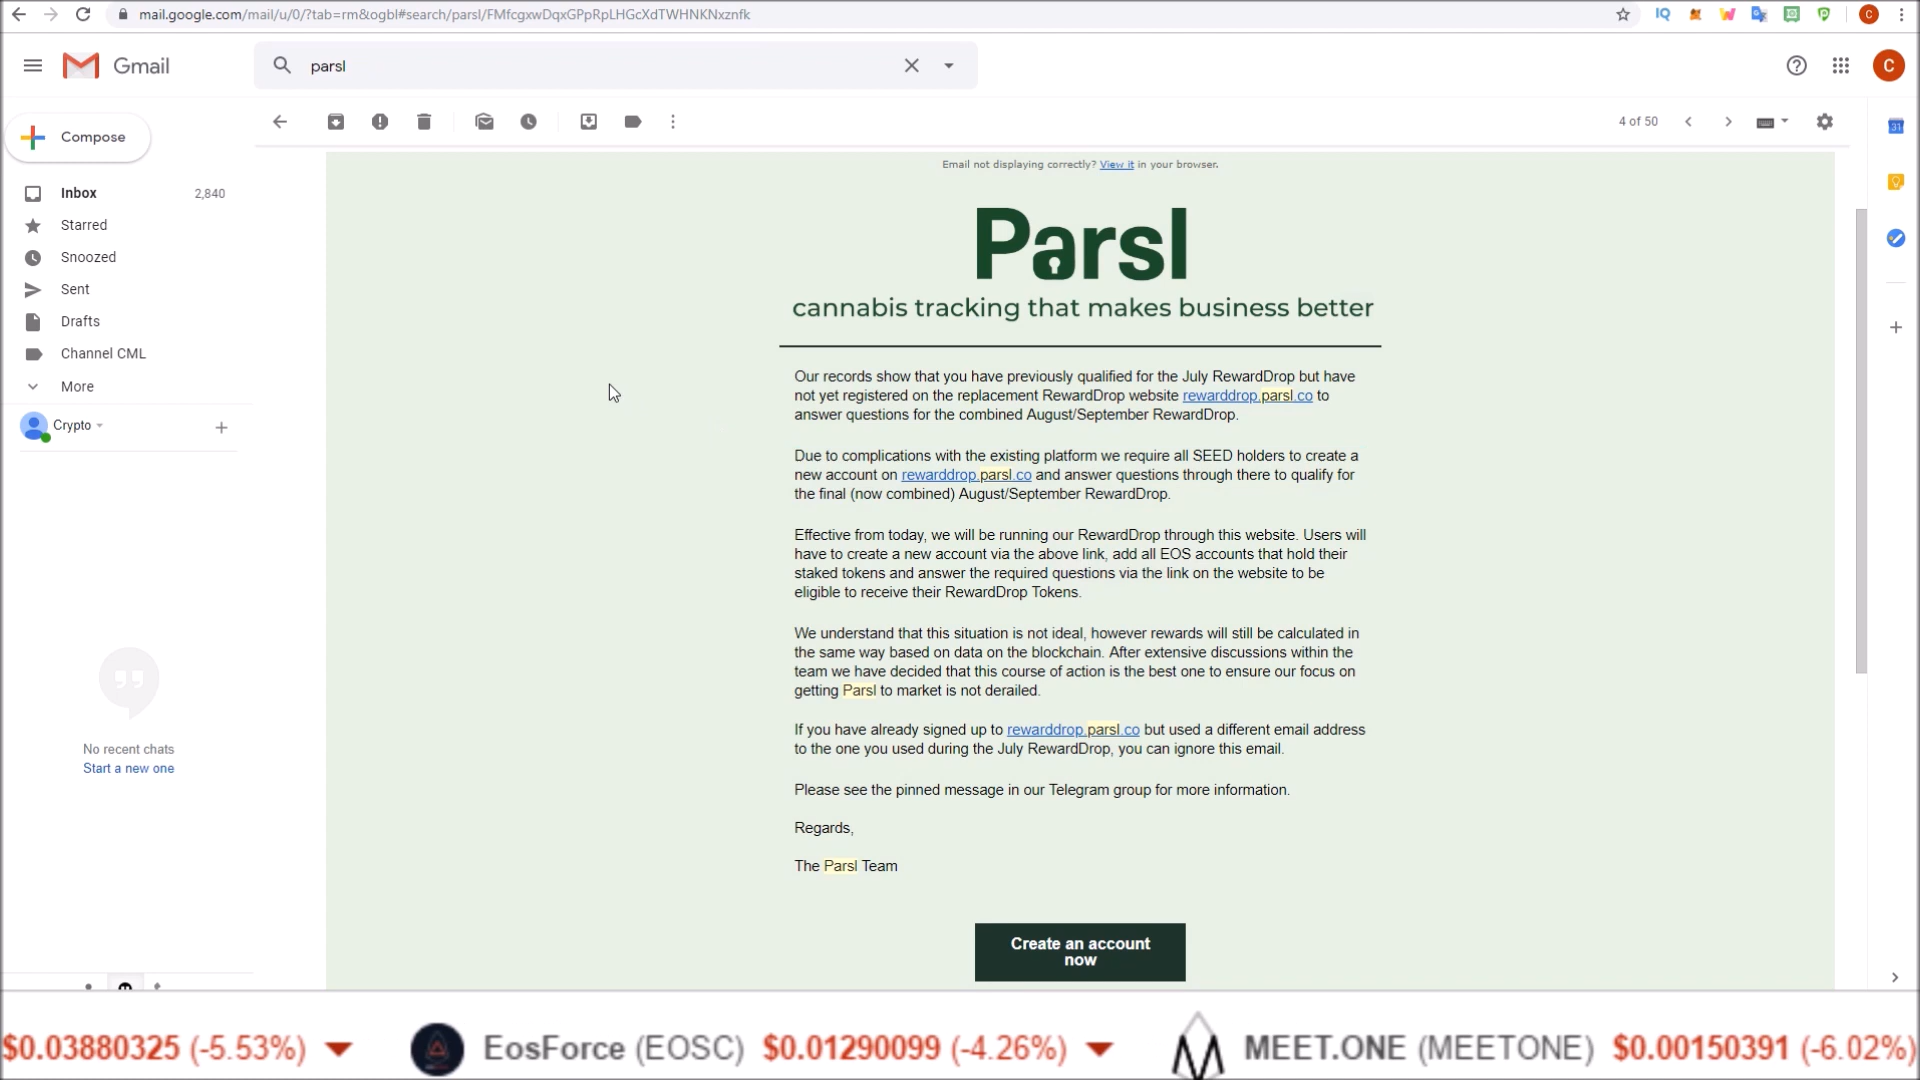 mail.google.com/mail/u/0/?tab=rm&ogbl#search/parsl/FMfcgxwDqxGPpRpLHGcXdTWHNKNxznfk
IQ
C
Gmail
parsl
C
Compose
4 of 50
31
Inbox 2,840
Starred
Snoozed
Sent
Drafts
Channel CML
More
Crypto
No recent chats
Start a new one
Email not displaying correctly? View it in your browser.
Parsl
cannabis tracking that makes business better
Our records show that you have previously qualified for the July RewardDrop but have
not yet registered on the replacement RewardDrop website rewarddrop.parsl.co to
answer questions for the combined August/September RewardDrop.
Due to complications with the existing platform we require all SEED holders to create a
new account on rewarddrop.parsl.co and answer questions through there to qualify for
the final (now combined) August/September RewardDrop.
Effective from today, we will be running our RewardDrop through this website. Users will
have to create a new account via the above link, add all EOS accounts that hold their
staked tokens and answer the required questions via the link on the website to be
eligible to receive their RewardDrop Tokens.
We understand that this situation is not ideal, however rewards will still be calculated in
the same way based on data on the blockchain. After extensive discussions within the
team we have decided that this course of action is the best one to ensure our focus on
getting Parsl to market is not derailed.
If you have already signed up to rewarddrop.parsl.co but used a different email address
to the one you used during the July RewardDrop, you can ignore this email.
Please see the pinned message in our Telegram group for more information.
Regards,
The Parsl Team
Create an account
now
$0.03880325 (-5.53%) EosForce (EOSC) $0.01290099 (-4.26%) MEET.ONE (MEETONE) $0.00150391 (-6.02%)